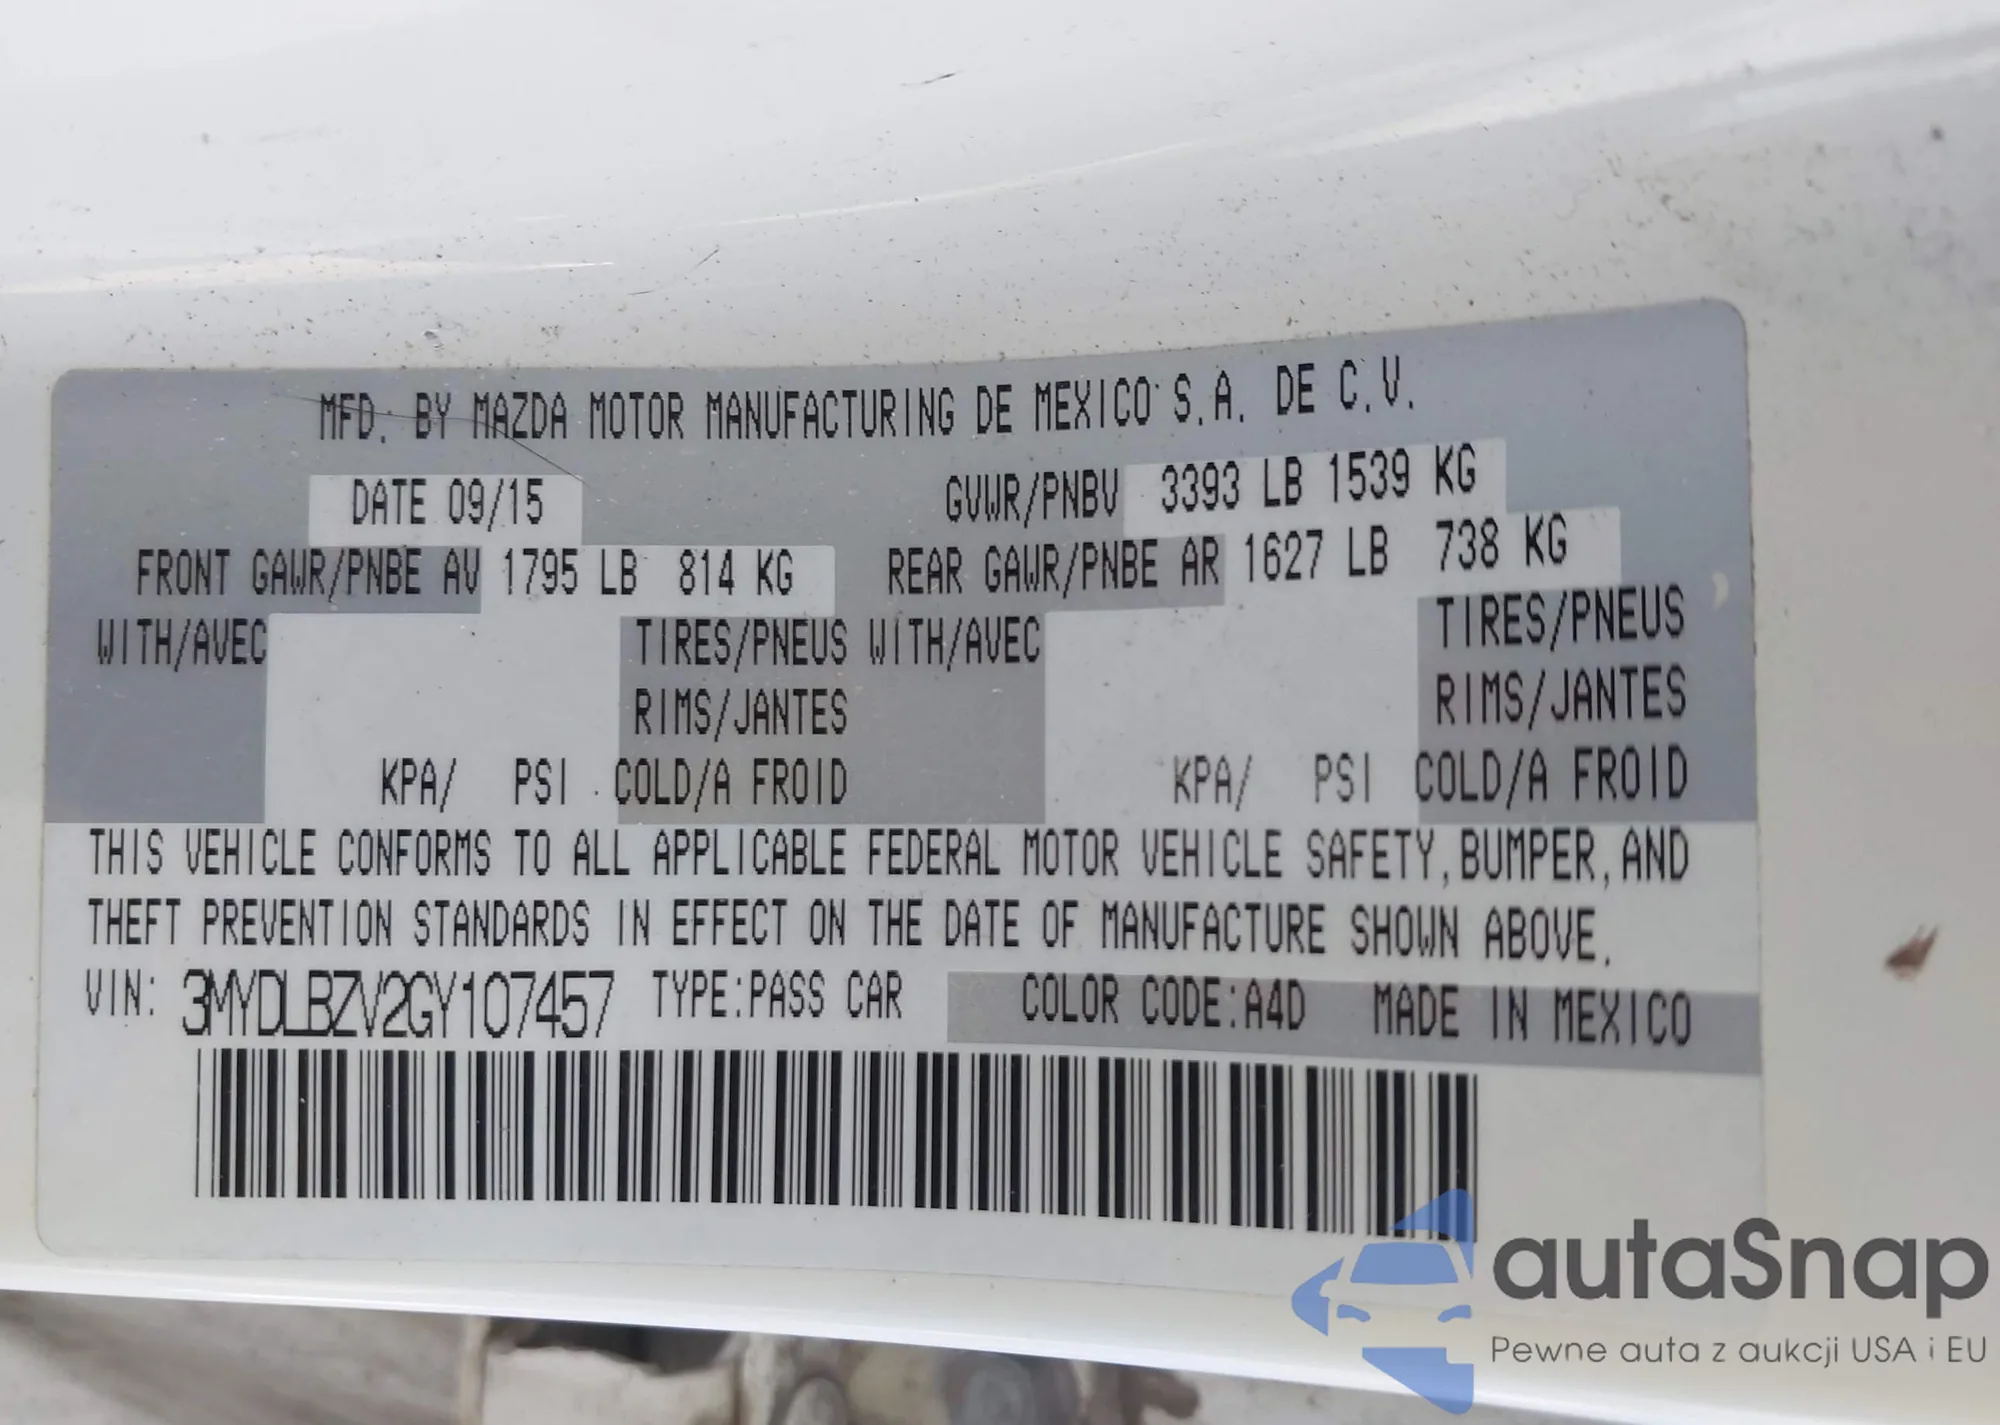 MFD. BY MAZDA MOTOR MANUFACTURING DE MEXICO S.A. DE C.V.
DATE 09/15 GVWR/PNBV 3393 LB 1539 KG
FRONT GAWR/PNBE AV 1795 LB 814 KG REAR GAWR/PNBE AR 1627 LB 738 KG
WITH/AVEC TIRES/PNEUS WITH/AVEC TIRES/PNEUS
RIMS/JANTES RIMS/JANTES
KPA/ PSI COLD/A FROID KPA/ PSI COLD/A FROID
THIS VEHICLE CONFORMS TO ALL APPLICABLE FEDERAL MOTOR VEHICLE SAFETY, BUMPER, AND
THEFT PREVENTION STANDARDS IN EFFECT ON THE DATE OF MANUFACTURE SHOWN ABOVE.
VIN: 3MYDLBZV2GY107457 TYPE:PASS CAR COLOR CODE:A4D MADE IN MEXICO
autaSnap
Pewne auta z aukcji USA i EU